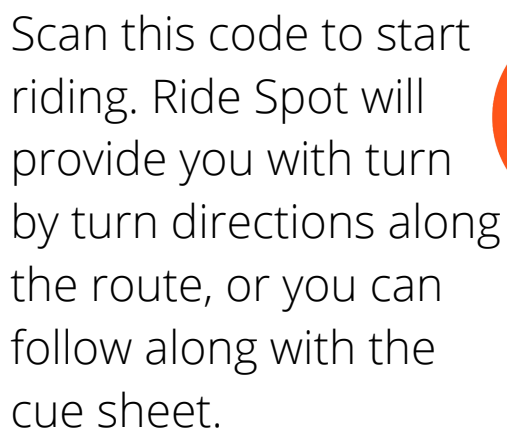 Scan this code to start
riding. Ride Spot will
provide you with turn
by turn directions along
the route, or you can
follow along with the
cue sheet.